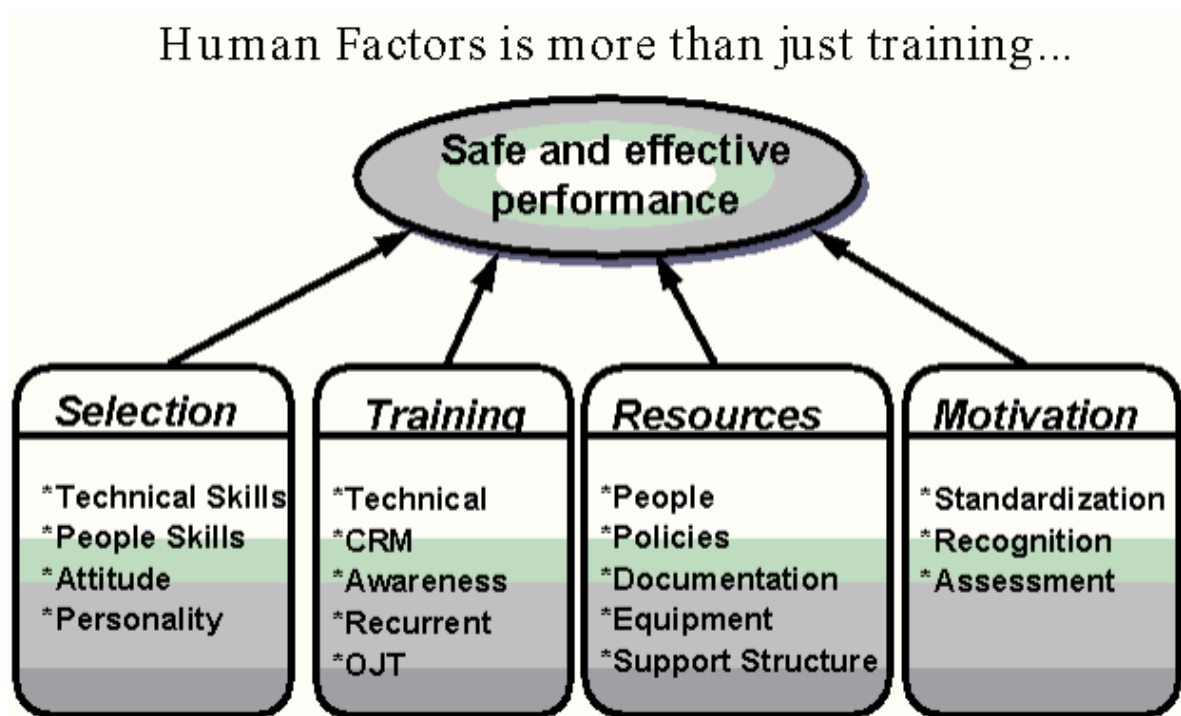 Human Factors is more than just training...
Safe and effective
performance
Selection
*Technical Skills
*People Skills
*Attitude
*Personality
Training
*Technical
*CRM
*Awareness
*Recurrent
*OJT
Resources
*People
*Policies
*Documentation
*Equipment
*Support Structure
Motivation
*Standardization
*Recognition
*Assessment